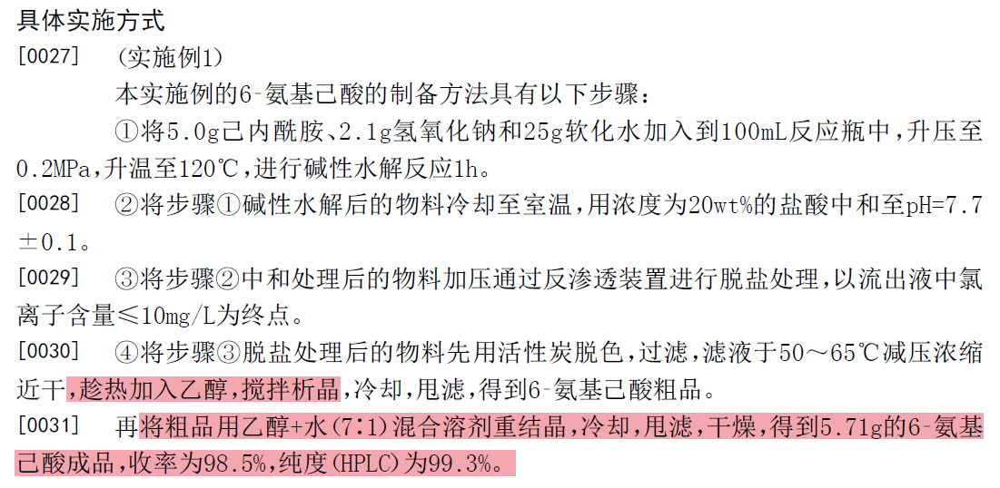 具体实施方式
[0027] (实施例1)
本实施例的6-氨基己酸的制备方法具有以下步骤：
①将5.0g己内酰胺、2.1g氢氧化钠和25g软化水加入到100mL反应瓶中,升压至
0.2MPa,升温至120℃,进行碱性水解反应1h。
[0028] ②将步骤①碱性水解后的物料冷却至室温,用浓度为20wt%的盐酸中和至pH=7.7
±0.1。
[0029] ③将步骤②中和处理后的物料加压通过反渗透装置进行脱盐处理,以流出液中氯
离子含量≤10mg/L为终点。
[0030] ④将步骤③脱盐处理后的物料先用活性炭脱色,过滤,滤液于50～65℃减压浓缩
近干,趁热加入乙醇,搅拌析晶,冷却,甩滤,得到6-氨基己酸粗品。
[0031] 再将粗品用乙醇+水(7∶1)混合溶剂重结晶,冷却,甩滤,干燥,得到5.71g的6-氨基
己酸成品,收率为98.5%,纯度(HPLC)为99.3%。